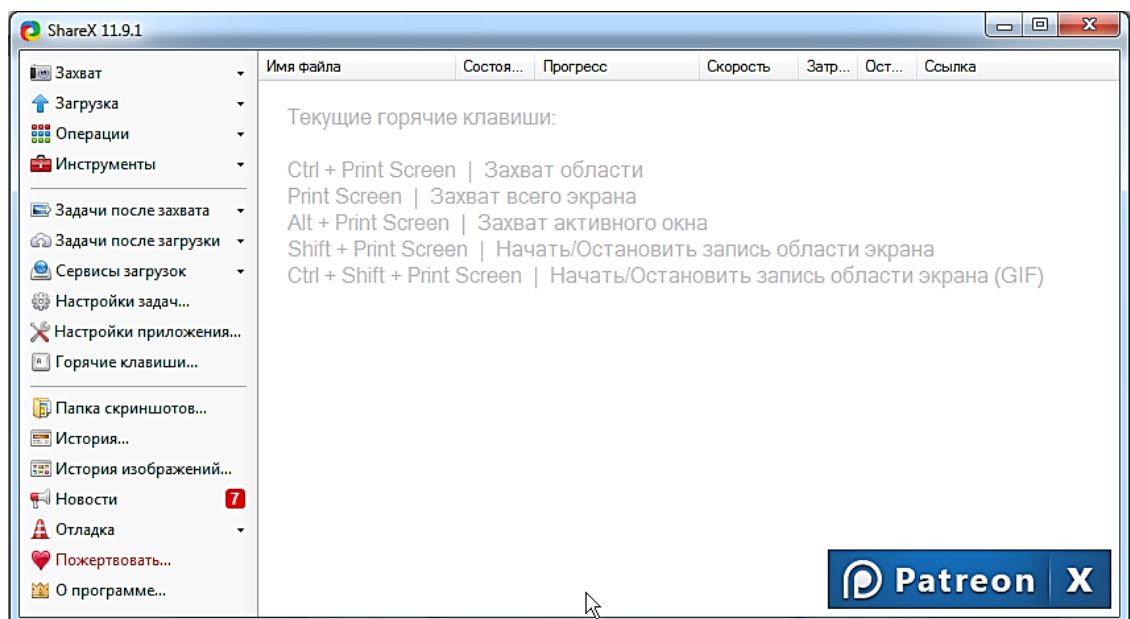 ShareX 11.9.1
Захват
Загрузка
Операции
Инструменты
Задачи после захвата
Задачи после загрузки
Сервисы загрузок
Настройки задач...
Настройки приложения...
Горячие клавиши...
Папка скриншотов...
История...
История изображений...
Новости 7
Отладка
Пожертвовать...
О программе...
Имя файла Состоя... Прогресс Скорость Затр... Ост... Ссылка
Текущие горячие клавиши:
Ctrl + Print Screen | Захват области
Print Screen | Захват всего экрана
Alt + Print Screen | Захват активного окна
Shift + Print Screen | Начать/Остановить запись области экрана
Ctrl + Shift + Print Screen | Начать/Остановить запись области экрана (GIF)
Patreon X